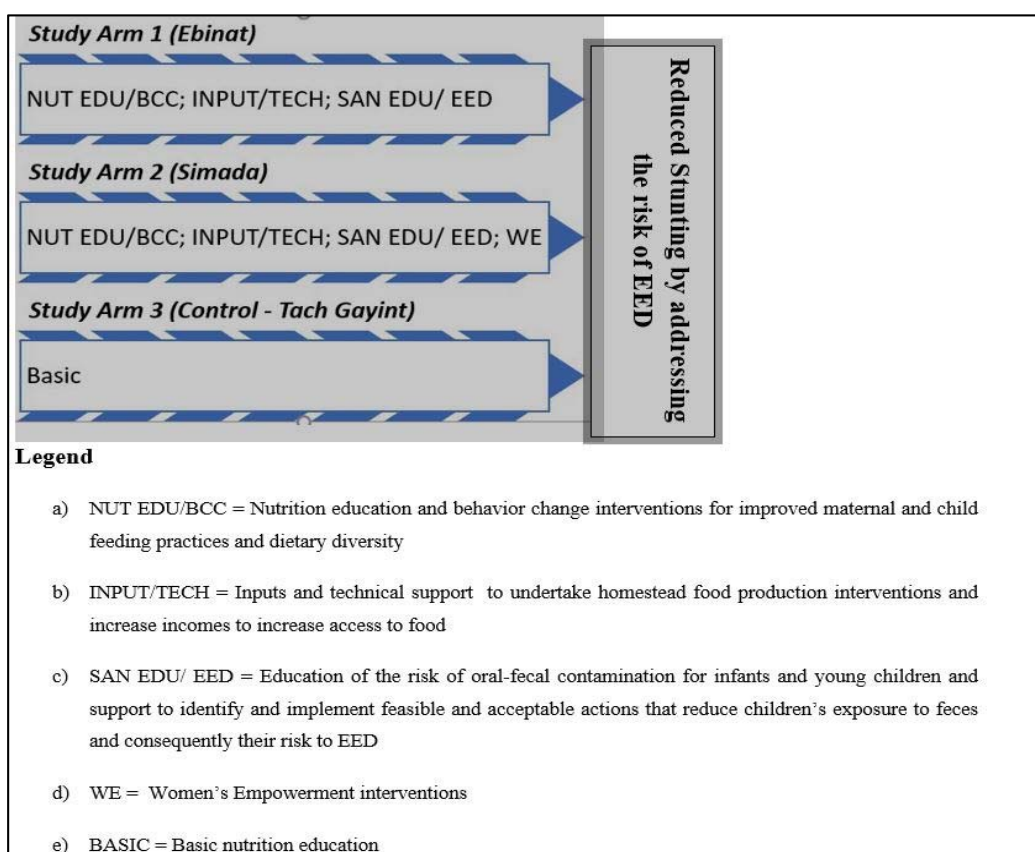 Study Arm 1 (Ebinat)
NUT EDU/BCC; INPUT/TECH; SAN EDU/ EED
Study Arm 2 (Simada)
NUT EDU/BCC; INPUT/TECH; SAN EDU/ EED; WE
Study Arm 3 (Control - Tach Gayint)
Basic
Reduced Stunting by addressing
the risk of EED
Legend
a) NUT EDU/BCC = Nutrition education and behavior change interventions for improved maternal and child
feeding practices and dietary diversity
b) INPUT/TECH = Inputs and technical support to undertake homestead food production interventions and
increase incomes to increase access to food
c) SAN EDU/ EED = Education of the risk of oral-fecal contamination for infants and young children and
support to identify and implement feasible and acceptable actions that reduce children's exposure to feces
and consequently their risk to EED
d) WE = Women's Empowerment interventions
e) BASIC = Basic nutrition education